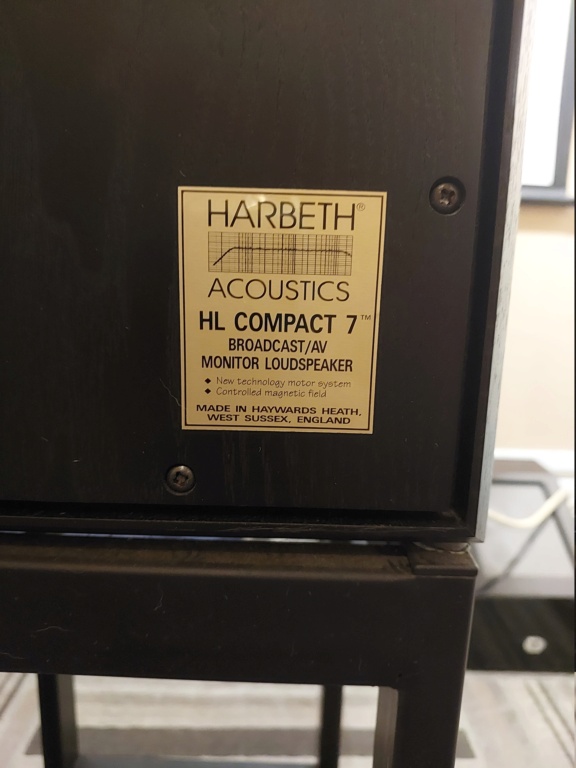 HARBETH®
ACOUSTICS
HL COMPACT 7™
BROADCAST/AV
MONITOR LOUDSPEAKER
◆ New technology motor system
◆ Controlled magnetic field
MADE IN HAYWARDS HEATH,
WEST SUSSEX, ENGLAND